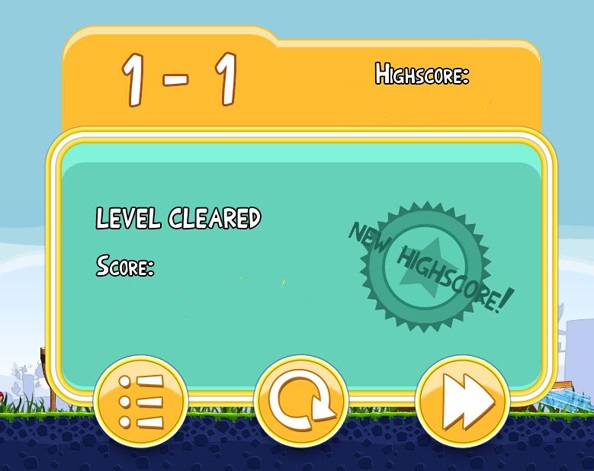 1 - 1
HIGHSCORE:
LEVEL CLEARED
SCORE:
NEW HIGHSCORE!